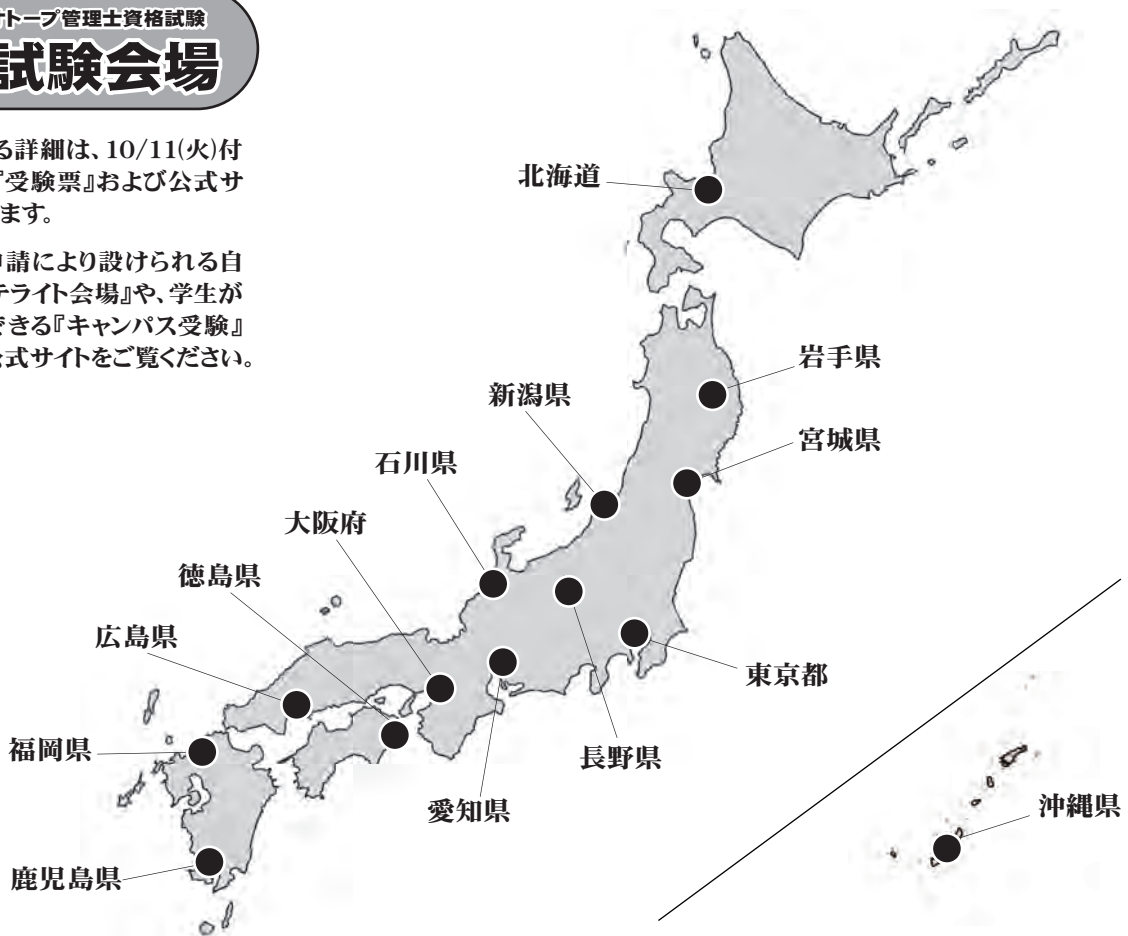 オトープ管理士資格試験
試験会場
る詳細は、10/11(火)付
『受験票』および公式サ
ます。
申請により設けられる自
テライト会場』や、学生が
できる『キャンパス受験』
公式サイトをご覧ください。
北海道
岩手県
新潟県
宮城県
石川県
大阪府
徳島県
広島県
東京都
福岡県
長野県
愛知県
沖縄県
鹿児島県